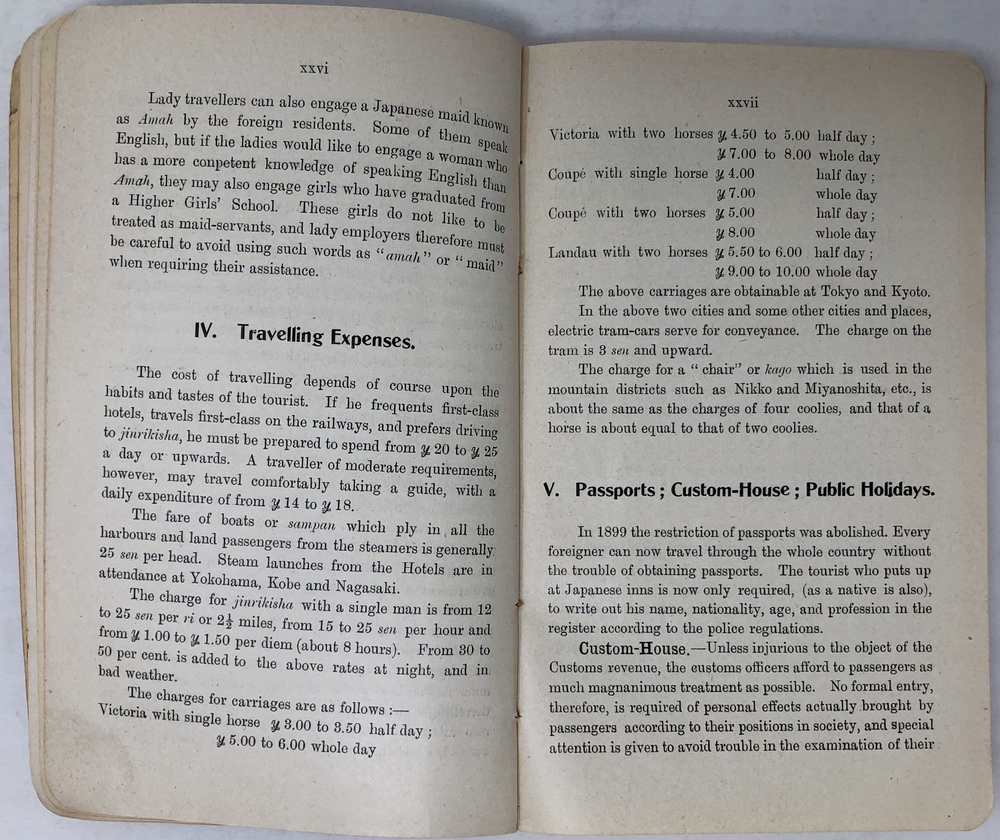 xxvi
Lady travellers can also engage a Japanese maid known
as Amah by the foreign residents. Some of them speak
English, but if the ladies would like to engage a woman who
has a more conpetent knowledge of speaking English than
Amah, they may also engage girls who have graduated from
a Higher Girls' School. These girls do not like to be
treated as maid-servants, and lady employers therefore must
be careful to avoid using such words as "amah" or "maid"
when requiring their assistance.
IV. Travelling Expenses.
The cost of travelling depends of course upon the
habits and tastes of the tourist. If he frequents first-class
hotels, travels first-class on the railways, and prefers driving
to jinrikisha, he must be prepared to spend from y 20 to y 25
a day or upwards. A traveller of moderate requirements,
however, may travel comfortably taking a guide, with a
daily expenditure of from y 14 to y 18.
The fare of boats or sampan which ply in all the
harbours and land passengers from the steamers is generally
25 sen per head. Steam launches from the Hotels are in
attendance at Yokohama, Kobe and Nagasaki.
The charge for jinrikisha with a single man is from 12
to 25 sen per ri or 2½ miles, from 15 to 25 sen per hour and
from y 1.00 to y 1.50 per diem (about 8 hours). From 30 to
50 per cent. is added to the above rates at night, and in
bad weather.
The charges for carriages are as follows :—
Victoria with single horse y 3.00 to 3.50 half day ;
y 5.00 to 6.00 whole day
xxvii
Victoria with two horses y 4.50 to 5.00 half day ;
y 7.00 to 8.00 whole day
Coupé with single horse y 4.00 half day ;
y 7.00 whole day
Coupé with two horses y 5.00 half day ;
y 8.00 whole day
Landau with two horses y 5.50 to 6.00 half day ;
y 9.00 to 10.00 whole day
The above carriages are obtainable at Tokyo and Kyoto.
In the above two cities and some other cities and places,
electric tram-cars serve for conveyance. The charge on the
tram is 3 sen and upward.
The charge for a "chair" or kago which is used in the
mountain districts such as Nikko and Miyanoshita, etc., is
about the same as the charges of four coolies, and that of a
horse is about equal to that of two coolies.
V. Passports ; Custom-House ; Public Holidays.
In 1899 the restriction of passports was abolished. Every
foreigner can now travel through the whole country without
the trouble of obtaining passports. The tourist who puts up
at Japanese inns is now only required, (as a native is also),
to write out his name, nationality, age, and profession in the
register according to the police regulations.
Custom-House.—Unless injurious to the object of the
Customs revenue, the customs officers afford to passengers as
much magnanimous treatment as possible. No formal entry,
therefore, is required of personal effects actually brought by
passengers according to their positions in society, and special
attention is given to avoid trouble in the examination of their